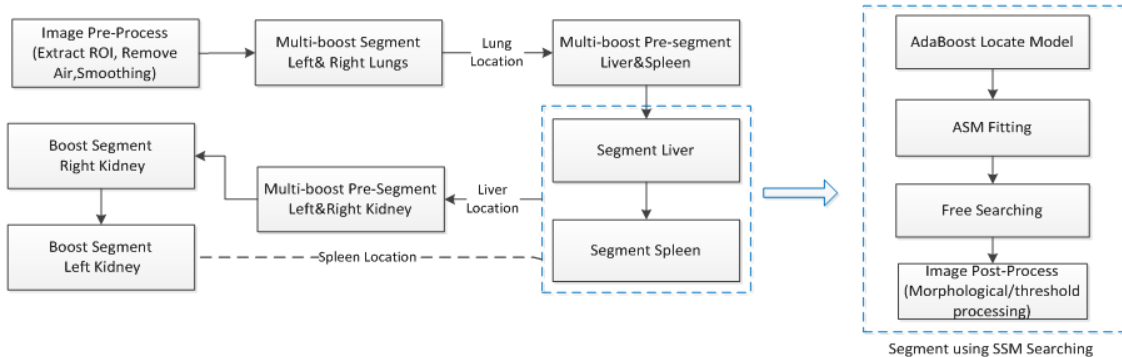 Image Pre-Process
(Extract ROI, Remove
Air,Smoothing)
Multi-boost Segment
Left& Right Lungs
Lung
Location
Multi-boost Pre-segment
Liver&Spleen
Segment Liver
Segment Spleen
Liver
Location
Multi-boost Pre-Segment
Left&Right Kidney
Boost Segment
Right Kidney
Boost Segment
Left Kidney
Spleen Location
AdaBoost Locate Model
ASM Fitting
Free Searching
Image Post-Process
(Morphological/threshold
processing)
Segment using SSM Searching